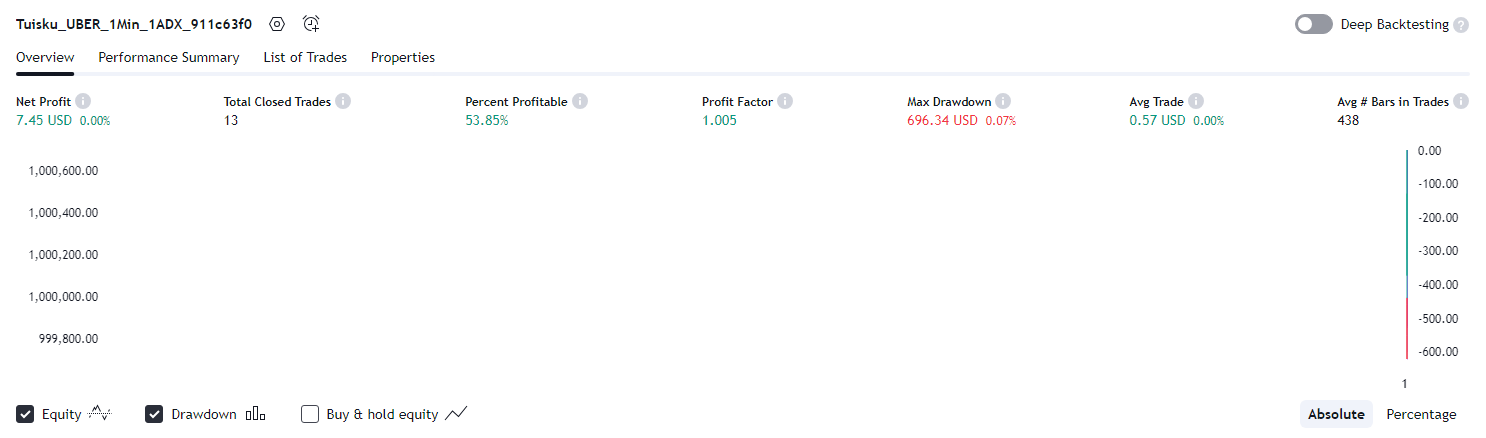 Tuisku_UBER_1Min_1ADX_911c63f0 Deep Backtesting ?
Overview Performance Summary List of Trades Properties
Net Profit Total Closed Trades Percent Profitable Profit Factor Max Drawdown Avg Trade Avg # Bars in Trades
7.45 USD 0.00% 13 53.85% 1.005 696.34 USD 0.07% 0.57 USD 0.00% 438
0.00
1,000,600.00
-100.00
1,000,400.00 -200.00
1,000,200.00 -300.00
-400.00
1,000,000.00
-500.00
999,800.00
-600.00
1
Equity Drawdown Buy & hold equity Absolute Percentage